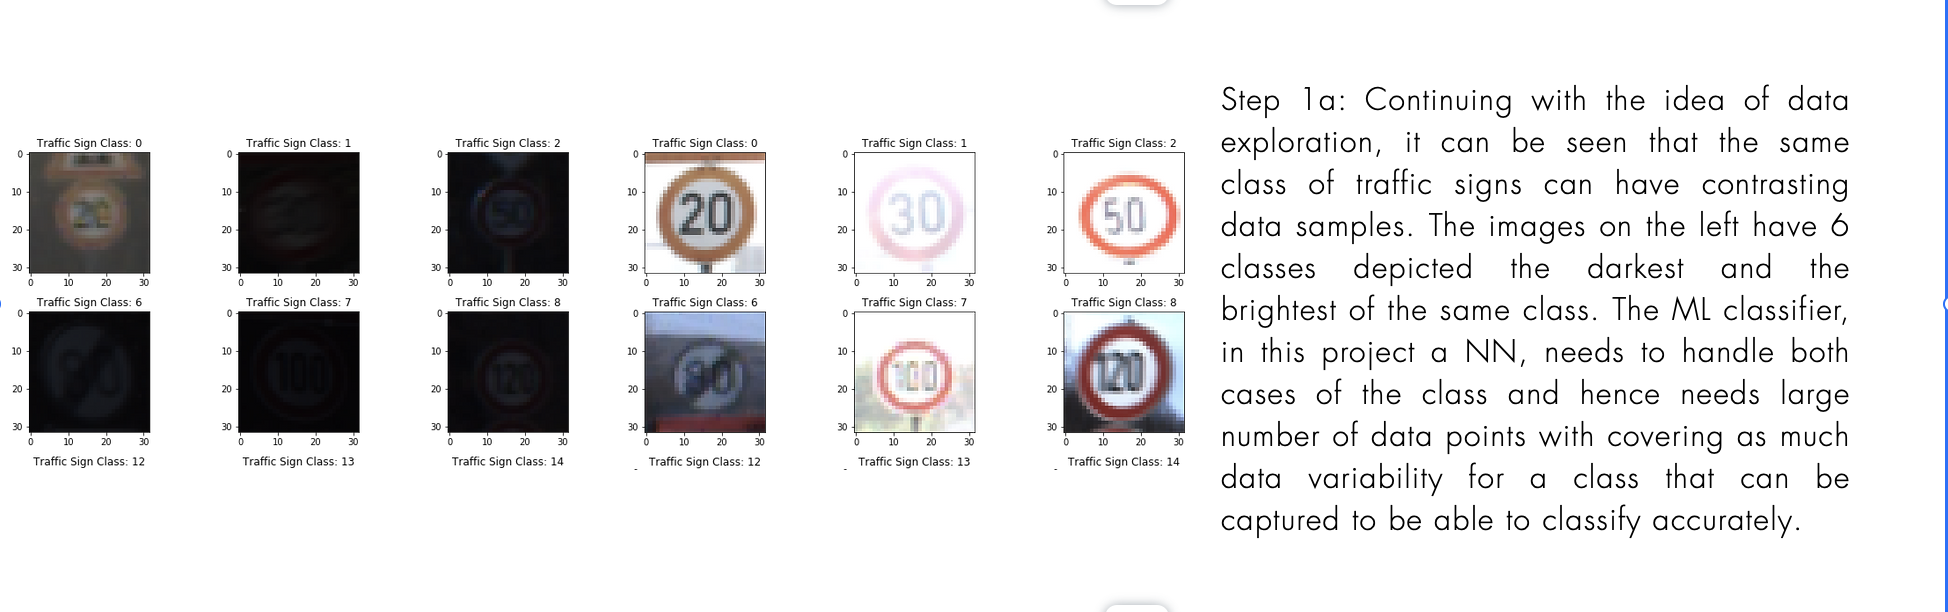 Traffic Sign Class: 0
Traffic Sign Class: 1
Traffic Sign Class: 2
Traffic Sign Class: 0
Traffic Sign Class: 1
Traffic Sign Class: 2
0
10
20
30
0 10 20 30
20
0
10
20
30
0 10 20 30
0
10
20
30
0 10 20 30
50
0
10
20
30
0 10 20 30
20
0
10
20
30
0 10 20 30
30
0
10
20
30
0 10 20 30
50
Traffic Sign Class: 6
Traffic Sign Class: 7
Traffic Sign Class: 8
Traffic Sign Class: 6
Traffic Sign Class: 7
Traffic Sign Class: 8
0
10
20
30
0 10 20 30
80
0
10
20
30
0 10 20 30
100
0
10
20
30
0 10 20 30
120
0
10
20
30
0 10 20 30
80
0
10
20
30
0 10 20 30
100
0
10
20
30
0 10 20 30
120
Traffic Sign Class: 12
Traffic Sign Class: 13
Traffic Sign Class: 14
Traffic Sign Class: 12
Traffic Sign Class: 13
Traffic Sign Class: 14
Step 1a: Continuing with the idea of data
exploration, it can be seen that the same
class of traffic signs can have contrasting
data samples. The images on the left have 6
classes depicted the darkest and the
brightest of the same class. The ML classifier,
in this project a NN, needs to handle both
cases of the class and hence needs large
number of data points with covering as much
data variability for a class that can be
captured to be able to classify accurately.